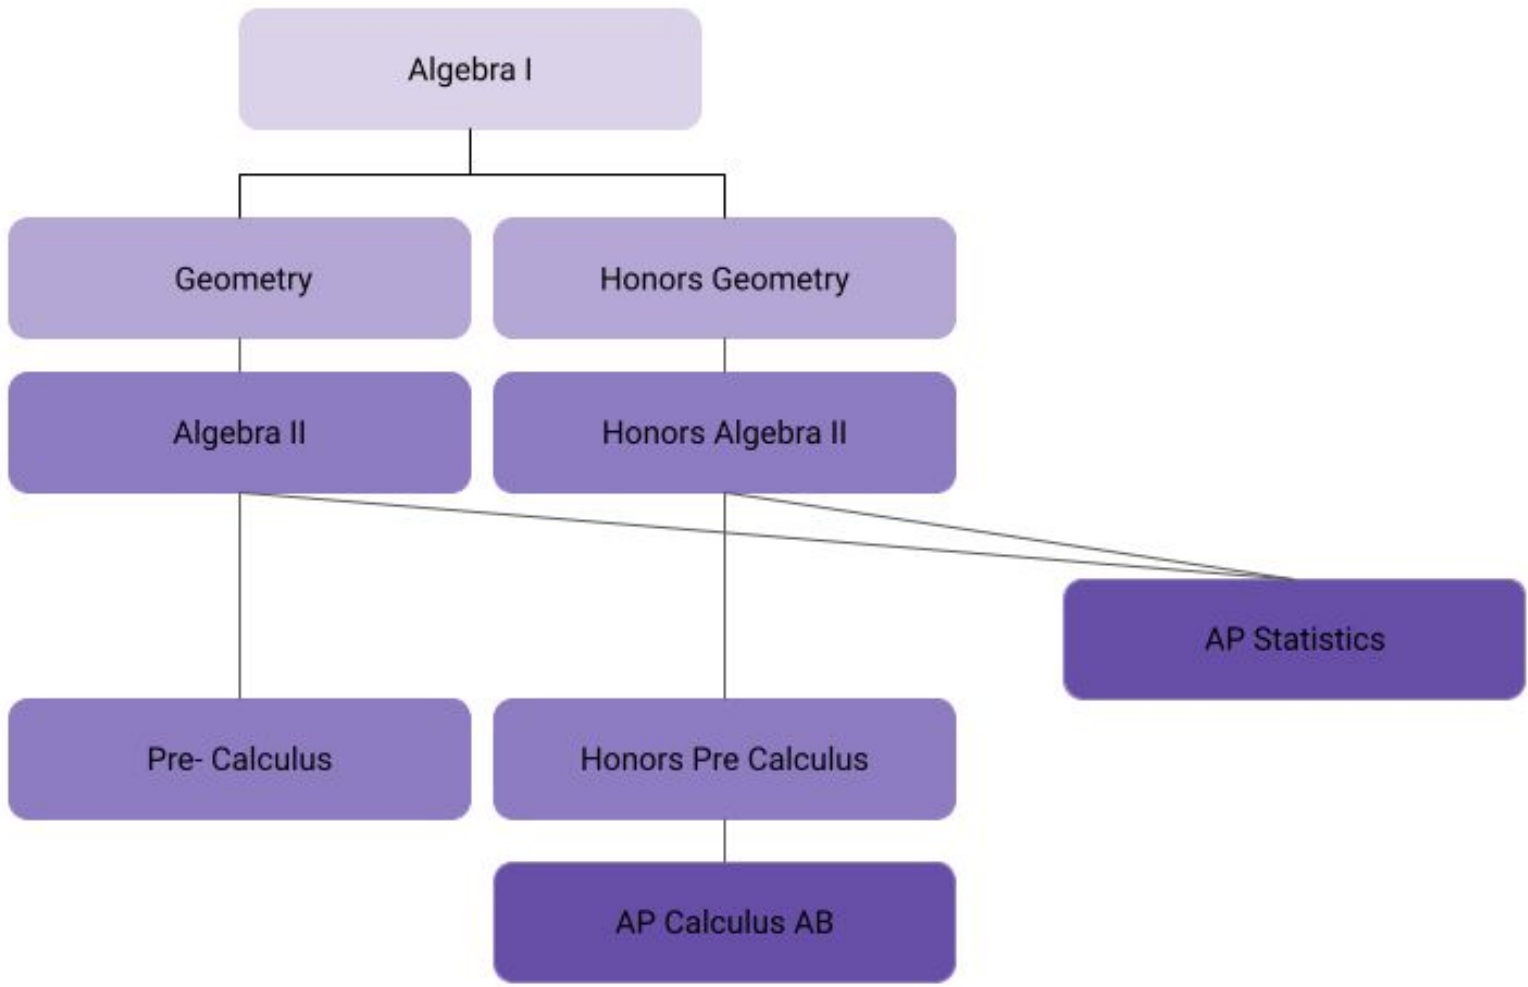 Algebra I
Geometry
Honors Geometry
Algebra II
Honors Algebra II
AP Statistics
Pre- Calculus
Honors Pre Calculus
AP Calculus AB